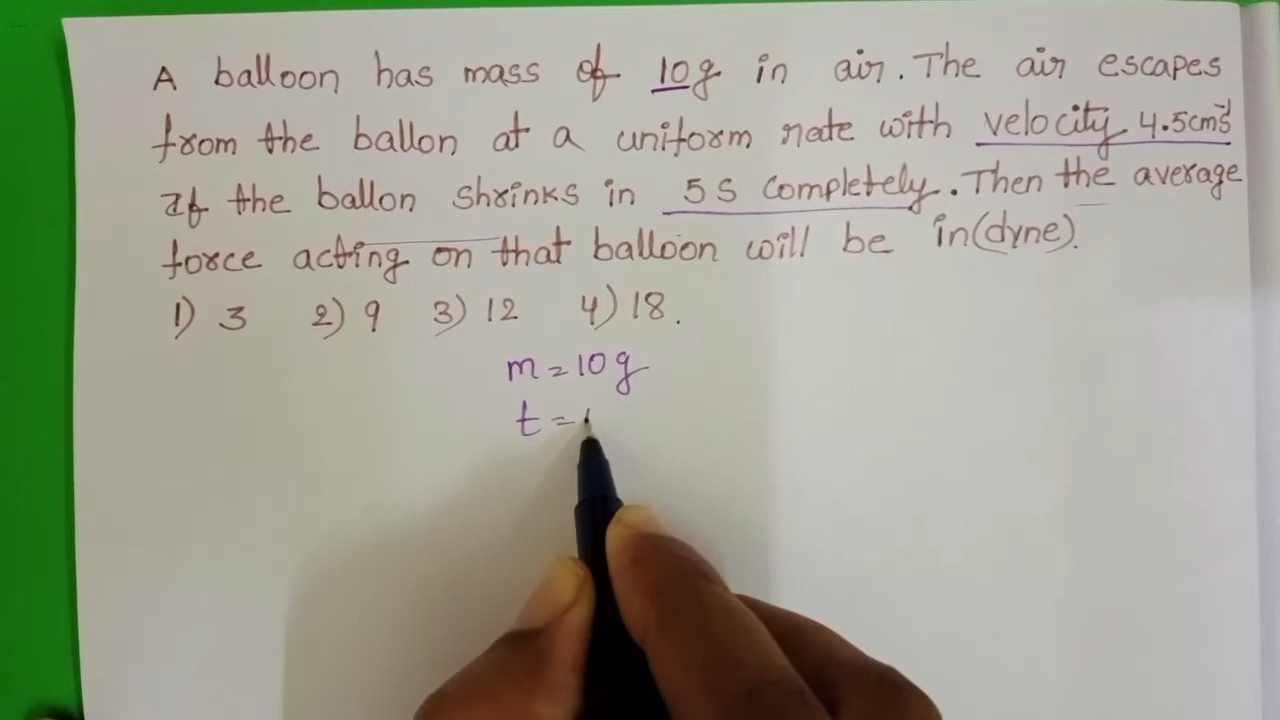 A balloon has mass of 10g in air. The air escapes
from the ballon at a uniform rate with velocity 4.5cms⁻¹
If the ballon shrinks in 5S completely. Then the average
force acting on that balloon will be in(dyne).
1) 3 2) 9 3) 12 4) 18.
m=10g
t=